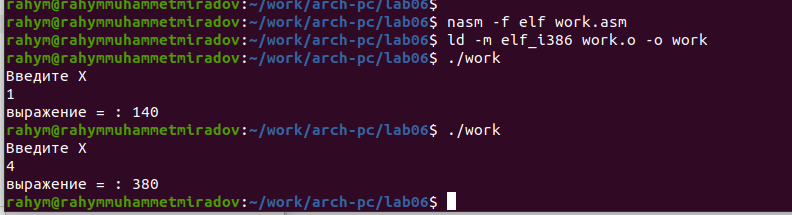 rahym@rahymmuhammetmiradov:~/work/arch-pc/lab06$
rahym@rahymmuhammetmiradov:~/work/arch-pc/lab06$ nasm -f elf work.asm
rahym@rahymmuhammetmiradov:~/work/arch-pc/lab06$ ld -m elf_i386 work.o -o work
rahym@rahymmuhammetmiradov:~/work/arch-pc/lab06$ ./work
Введите X
1
выражение = : 140
rahym@rahymmuhammetmiradov:~/work/arch-pc/lab06$ ./work
Введите X
4
выражение = : 380
rahym@rahymmuhammetmiradov:~/work/arch-pc/lab06$